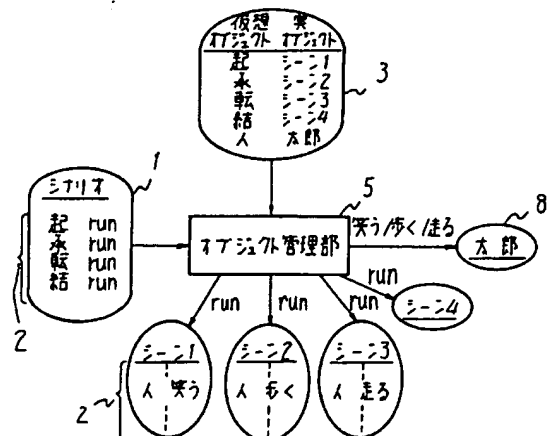 仮想 実
オブジェクト オブジェクト
起 シーン1
承 シーン2
転 シーン3
結 シーン4
人 太郎
3
1
シナリオ
起 run
承 run
転 run
結 run
2
5
オブジェクト管理部
笑う/歩く/走る
8
太郎
run
シーン4
run
run
run
シーン1
人 笑う
シーン2
人 歩く
シーン3
人 走る
2